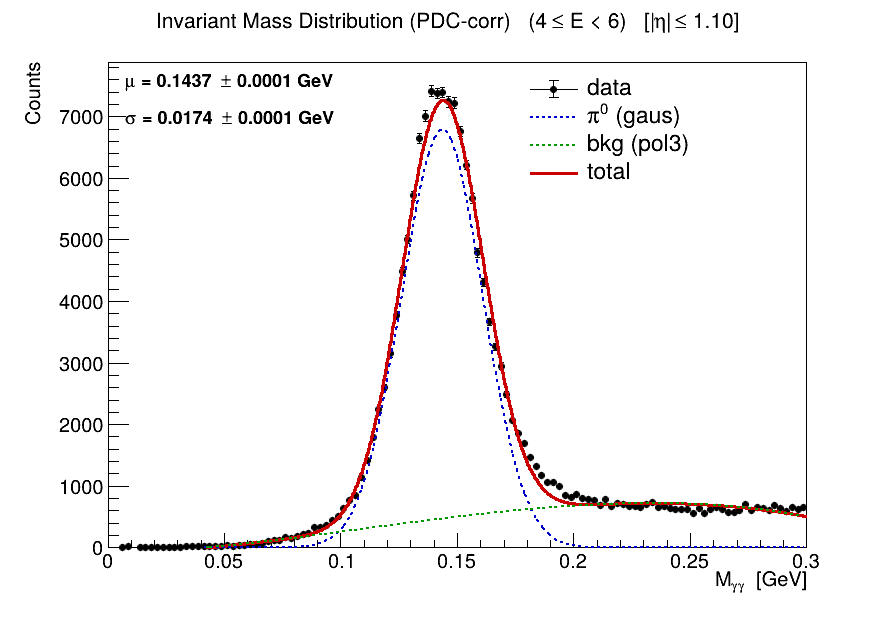 Invariant Mass Distribution (PDC-corr) (4 ≤ E < 6) [|η| ≤ 1.10]
Counts
μ = 0.1437 ± 0.0001 GeV
σ = 0.0174 ± 0.0001 GeV
data
π⁰ (gaus)
bkg (pol3)
total
7000
6000
5000
4000
3000
2000
1000
0
0 0.05 0.1 0.15 0.2 0.25 0.3
M_γγ [GeV]